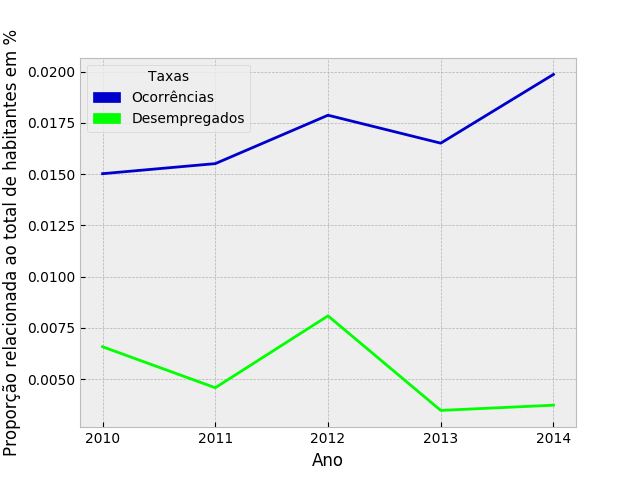 Proporção relacionada ao total de habitantes em %
0.0200
0.0175
0.0150
0.0125
0.0100
0.0075
0.0050
Taxas
Ocorrências
Desempregados
2010 2011 2012 2013 2014
Ano